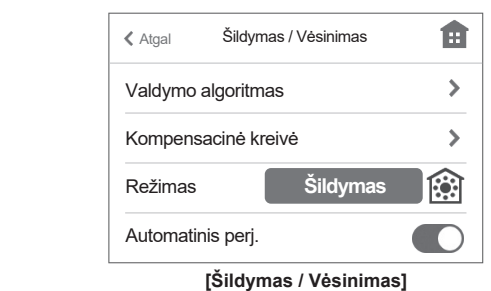 Atgal Šildymas / Vėsinimas
Valdymo algoritmas
Kompensacinė kreivė
Režimas Šildymas
Automatinis perj.
[Šildymas / Vėsinimas]